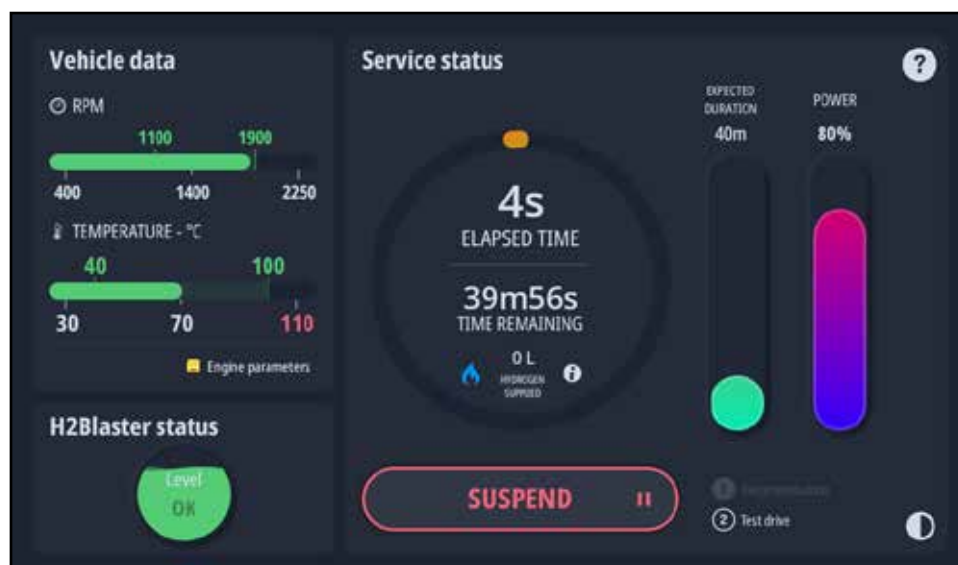 Vehicle data
RPM
1100 1900
400 1400 2250
TEMPERATURE - °C
40 100
30 70 110
Engine parameters
H2Blaster status
Level
OK
Service status
?
4s
ELAPSED TIME
39m56s
TIME REMAINING
0 L
HYDROGEN
SUPPLIED
i
SUSPEND
EXPECTED
DURATION
40m
POWER
80%
2 Test drive